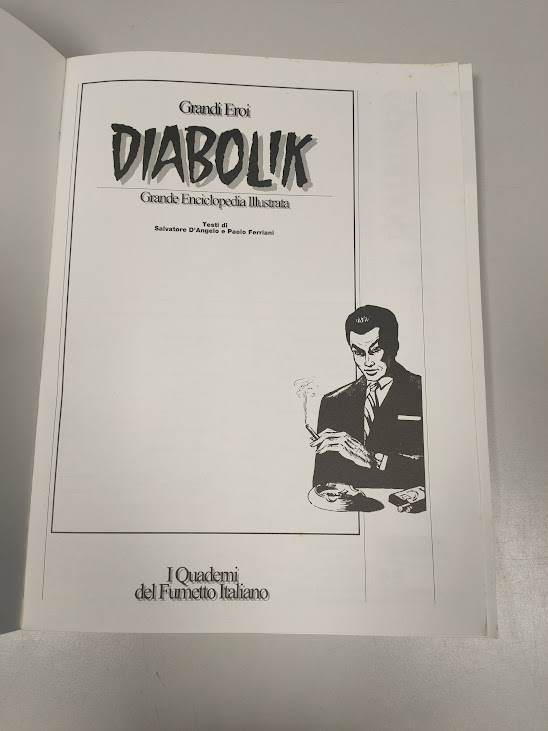 Grandi Eroi
DIABOLIK
Grande Enciclopedia Illustrata
Testi di
Salvatore D'Angelo e Paolo Ferriani
I Quaderni
del Fumetto Italiano